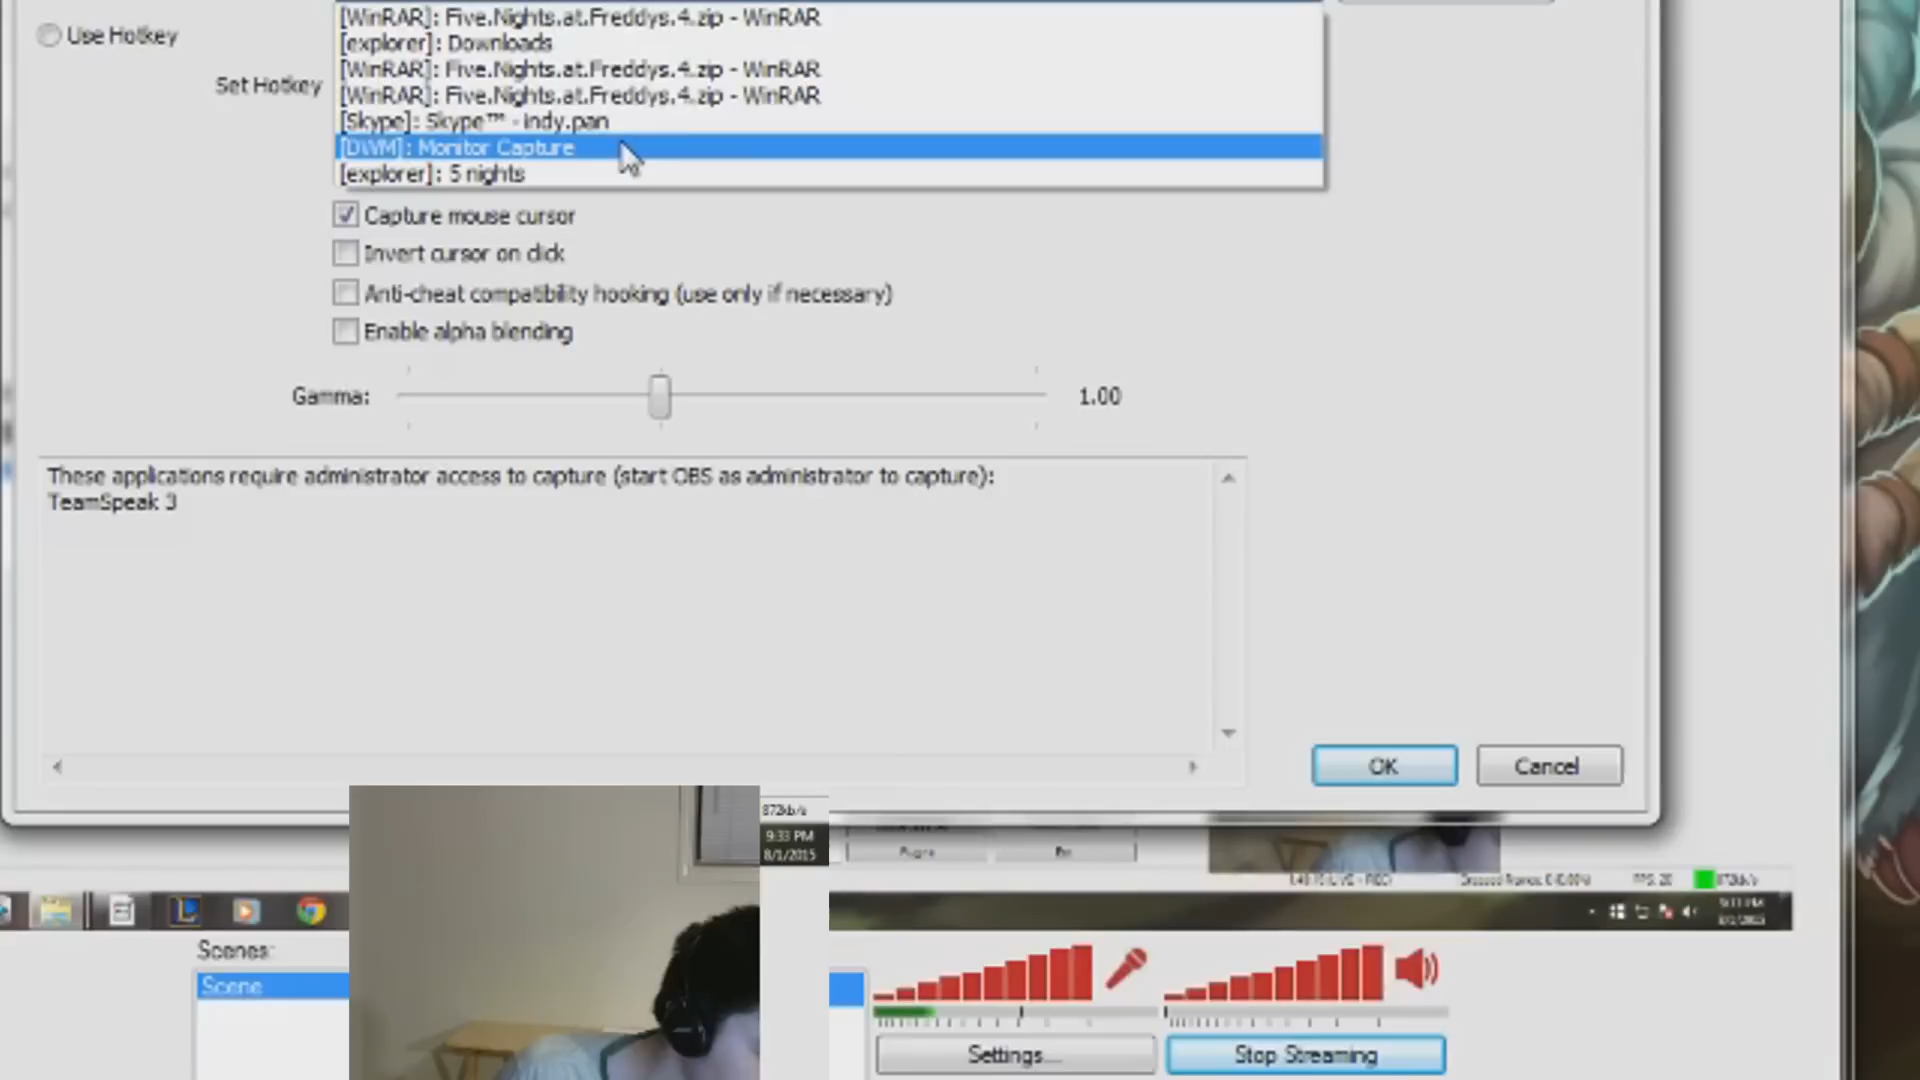 [WinRAR]: Five.Nights.at.Freddys.4.zip - WinRAR
Use Hotkey
[explorer]: Downloads
[WinRAR]: Five.Nights.at.Freddys.4.zip - WinRAR
Set Hotkey
[WinRAR]: Five.Nights.at.Freddys.4.zip - WinRAR
[Skype]: Skype™ - indy.pan
[DWM]: Monitor Capture
[explorer]: 5 nights
Capture mouse cursor
Invert cursor on click
Anti-cheat compatibility hooking (use only if necessary)
Enable alpha blending
Gamma: 1.00
These applications require administrator access to capture (start OBS as administrator to capture):
TeamSpeak 3
OK Cancel
872kb/s
9:33 PM
8/1/2015
Scenes:
Scene
Settings...
Stop Streaming